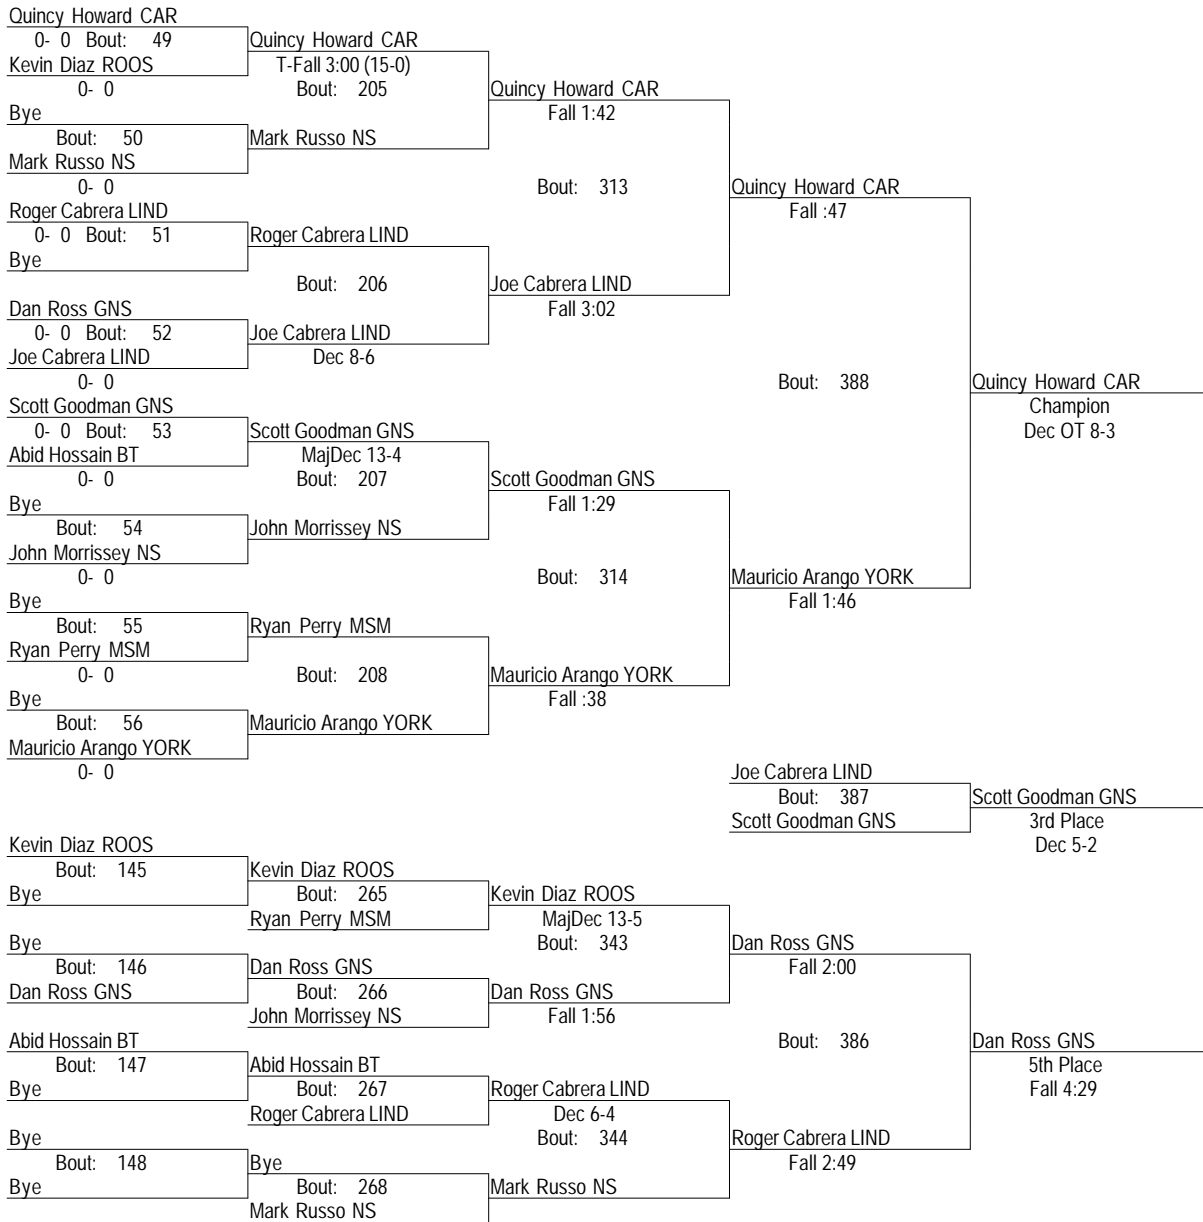 Quincy Howard CAR
0- 0 Bout: 49
Kevin Diaz ROOS
0- 0
Bye
Bout: 50
Mark Russo NS
0- 0
Roger Cabrera LIND
0- 0 Bout: 51
Bye
Dan Ross GNS
0- 0 Bout: 52
Joe Cabrera LIND
0- 0
Scott Goodman GNS
0- 0 Bout: 53
Abid Hossain BT
0- 0
Bye
Bout: 54
John Morrissey NS
0- 0
Bye
Bout: 55
Ryan Perry MSM
0- 0
Bye
Bout: 56
Mauricio Arango YORK
0- 0
Quincy Howard CAR
T-Fall 3:00 (15-0)
Bout: 205
Mark Russo NS
Roger Cabrera LIND
Bout: 206
Joe Cabrera LIND
Dec 8-6
Scott Goodman GNS
MajDec 13-4
Bout: 207
John Morrissey NS
Ryan Perry MSM
Bout: 208
Mauricio Arango YORK
Quincy Howard CAR
Fall 1:42
Bout: 313
Joe Cabrera LIND
Fall 3:02
Scott Goodman GNS
Fall 1:29
Bout: 314
Mauricio Arango YORK
Fall :38
Quincy Howard CAR
Fall :47
Bout: 388
Mauricio Arango YORK
Fall 1:46
Quincy Howard CAR
Champion
Dec OT 8-3
Joe Cabrera LIND
Bout: 387
Scott Goodman GNS
Scott Goodman GNS
3rd Place
Dec 5-2
Kevin Diaz ROOS
Bout: 145
Bye
Bye
Bout: 146
Dan Ross GNS
Abid Hossain BT
Bout: 147
Bye
Bye
Bout: 148
Bye
Kevin Diaz ROOS
Bout: 265
Ryan Perry MSM
Dan Ross GNS
Bout: 266
John Morrissey NS
Abid Hossain BT
Bout: 267
Roger Cabrera LIND
Bye
Bout: 268
Mark Russo NS
Kevin Diaz ROOS
MajDec 13-5
Bout: 343
Dan Ross GNS
Fall 1:56
Roger Cabrera LIND
Dec 6-4
Bout: 344
Mark Russo NS
Dan Ross GNS
Fall 2:00
Bout: 386
Roger Cabrera LIND
Fall 2:49
Dan Ross GNS
5th Place
Fall 4:29